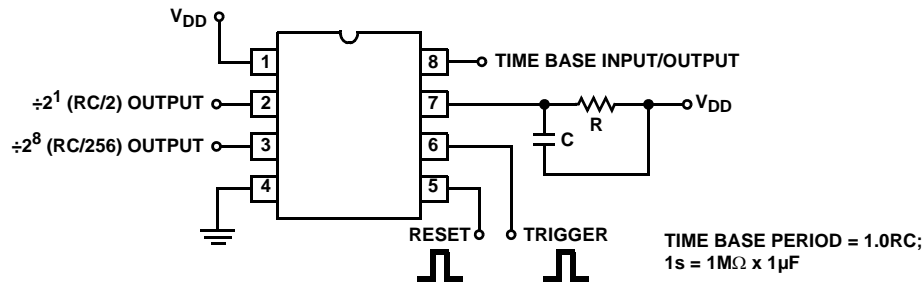 VDD
1
8
TIME BASE INPUT/OUTPUT
÷2¹ (RC/2) OUTPUT
2
7
R
VDD
C
÷2⁸ (RC/256) OUTPUT
3
6
4
5
RESET
TRIGGER
TIME BASE PERIOD = 1.0RC;
1s = 1MΩ x 1µF